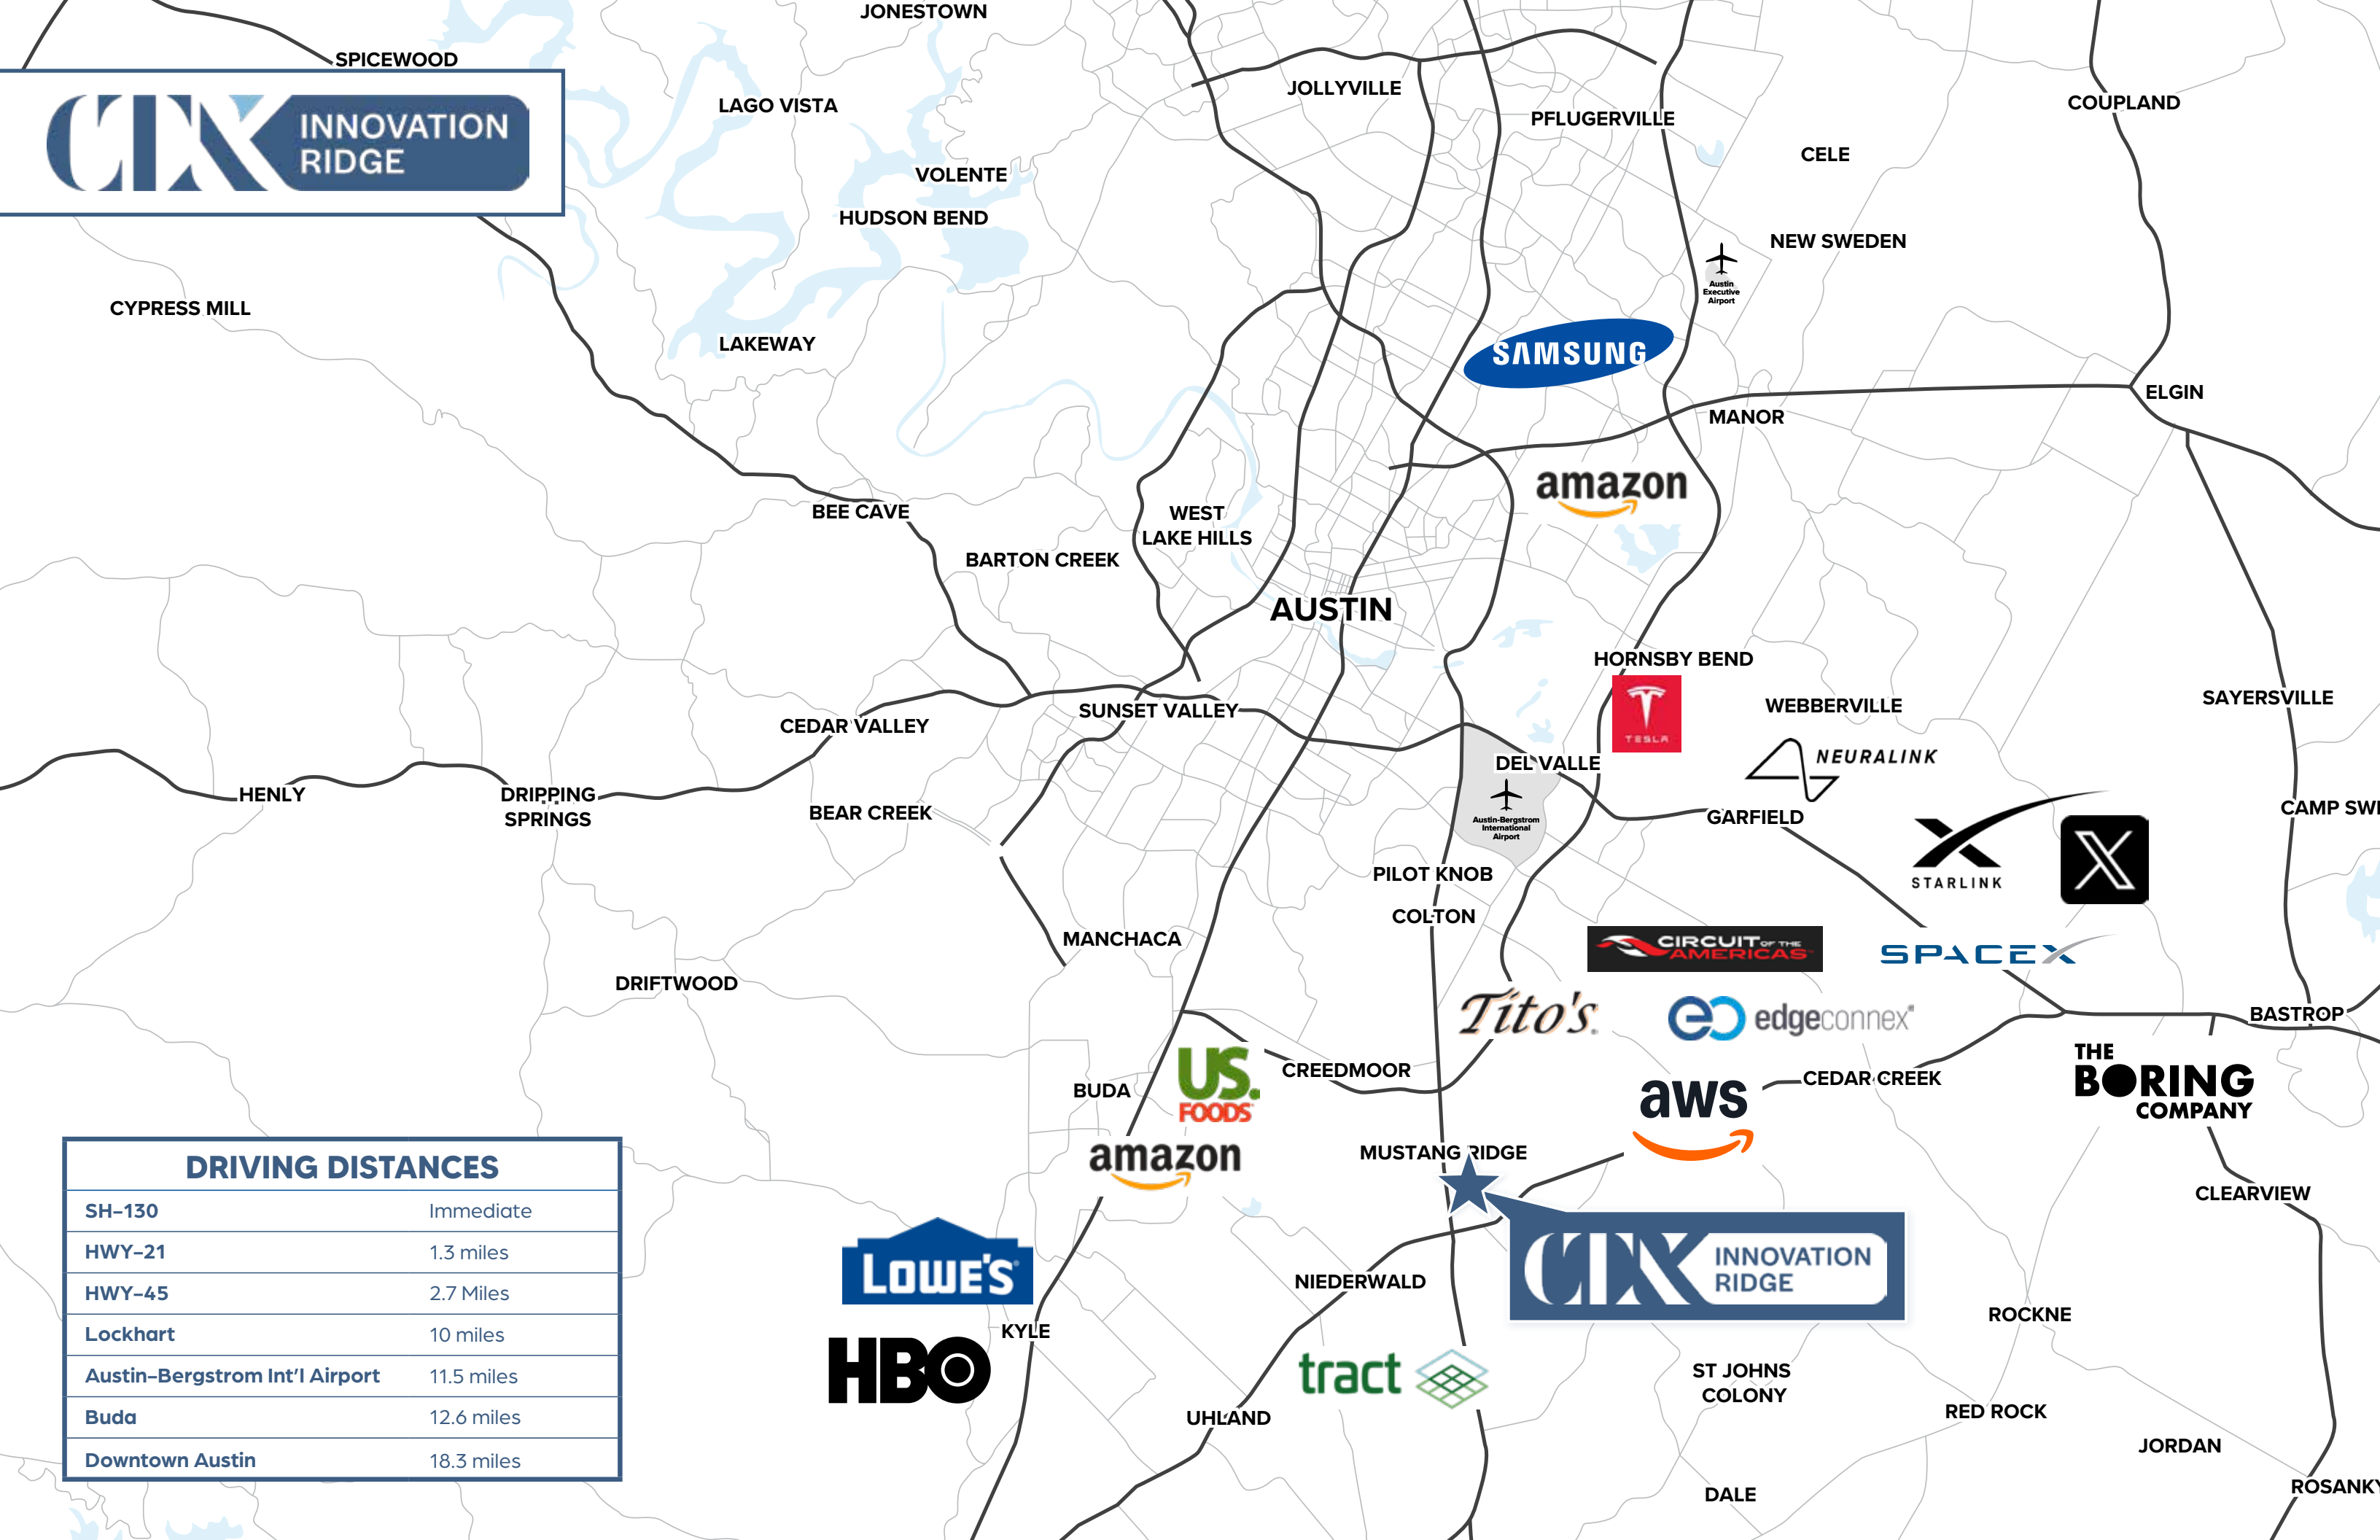 JONESTOWN
SPICEWOOD
CTX INNOVATION
RIDGE
LAGO VISTA
JOLLYVILLE
PFLUGERVILLE
COUPLAND
CELE
VOLENTE
HUDSON BEND
NEW SWEDEN
Austin
Executive
Airport
CYPRESS MILL
LAKEWAY
SAMSUNG
ELGIN
MANOR
amazon
BEE CAVE
WEST
LAKE HILLS
BARTON CREEK
AUSTIN
HORNSBY BEND
TESLA
WEBBERVILLE
SAYERSVILLE
SUNSET VALLEY
CEDAR VALLEY
NEURALINK
DEL VALLE
Austin-Bergstrom
International
Airport
HENLY
DRIPPING
SPRINGS
BEAR CREEK
GARFIELD
CAMP SWI
STARLINK
X
PILOT KNOB
COLTON
MANCHACA
CIRCUIT OF THE
AMERICAS
SPACEX
DRIFTWOOD
Tito's
edgeconnex®
BASTROP
US.
FOODS
CREEDMOOR
BUDA
aws
CEDAR CREEK
THE
BORING
COMPANY
amazon
MUSTANG RIDGE
CLEARVIEW
LOWE'S
CTX INNOVATION
RIDGE
NIEDERWALD
ROCKNE
KYLE
HBO
tract
ST JOHNS
COLONY
UHLAND
RED ROCK
JORDAN
ROSANKY
DALE
DRIVING DISTANCES
SH-130 Immediate
HWY-21 1.3 miles
HWY-45 2.7 Miles
Lockhart 10 miles
Austin-Bergstrom Int'l Airport 11.5 miles
Buda 12.6 miles
Downtown Austin 18.3 miles